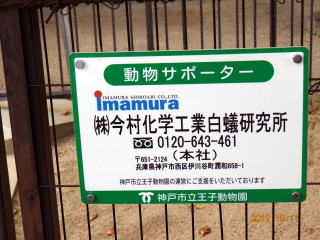 動物サポーター
IMAMURA SHIROARI CO.,LTD.
imamura
㈱今村化学工業白蟻研究所
0120-643-461
〒651-2124（本社）
兵庫県神戸市西区伊川谷町潤和858-1
神戸市立王子動物園の運営にご支援をいただいております
神戸市立王子動物園